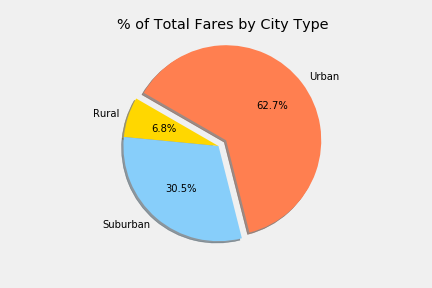 % of Total Fares by City Type
Urban
62.7%
Rural
6.8%
30.5%
Suburban